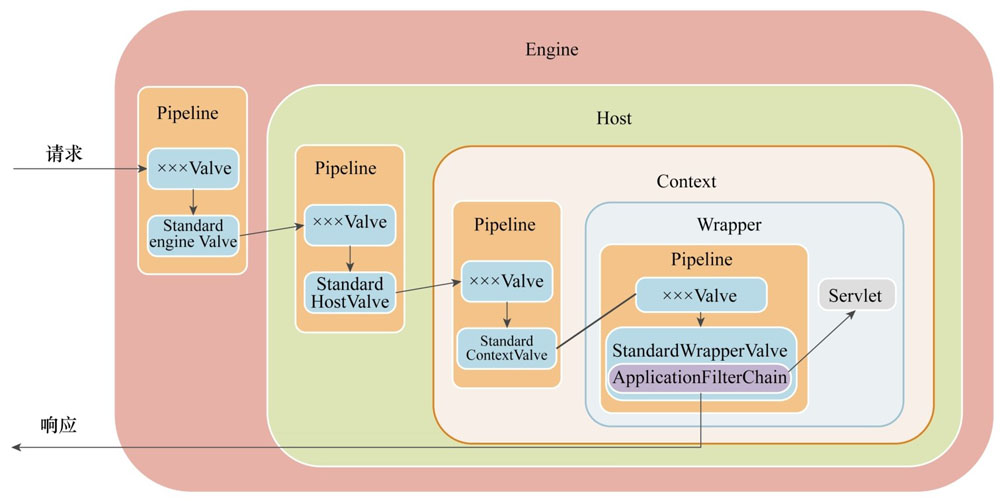 Engine
Pipeline
Host
请求
×××Valve
Pipeline
Context
Standard
engine Valve
×××Valve
Pipeline
Wrapper
Standard
HostValve
×××Valve
Pipeline
×××Valve
Servlet
Standard
ContextValve
StandardWrapperValve
ApplicationFilterChain
响应